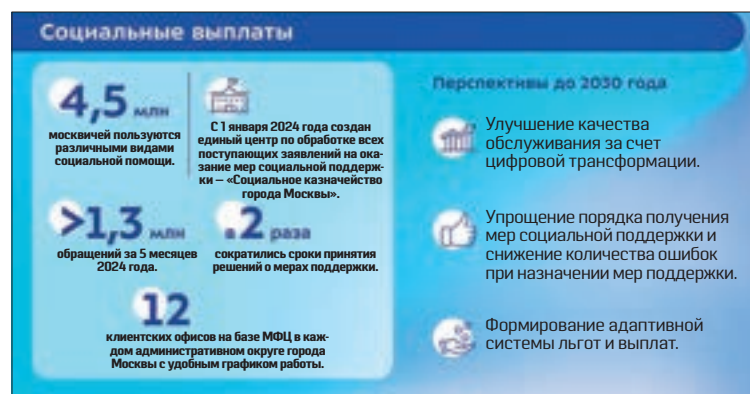 Социальные выплаты
4,5 млн
москвичей пользуются
различными видами
социальной помощи.
С 1 января 2024 года создан
единый центр по обработке всех
поступающих заявлений на ока-
зание мер социальной поддерж-
ки – «Социальное казначейство
города Москвы».
>1,3 млн
обращений за 5 месяцев
2024 года.
в 2 раза
сократились сроки принятия
решений о мерах поддержки.
12
клиентских офисов на базе МФЦ в каж-
дом административном округе города
Москвы с удобным графиком работы.
Перспективы до 2030 года
Улучшение качества
обслуживания за счет
цифровой трансформации.
Упрощение порядка получения
мер социальной поддержки и
снижение количества ошибок
при назначении мер поддержки.
Формирование адаптивной
системы льгот и выплат.